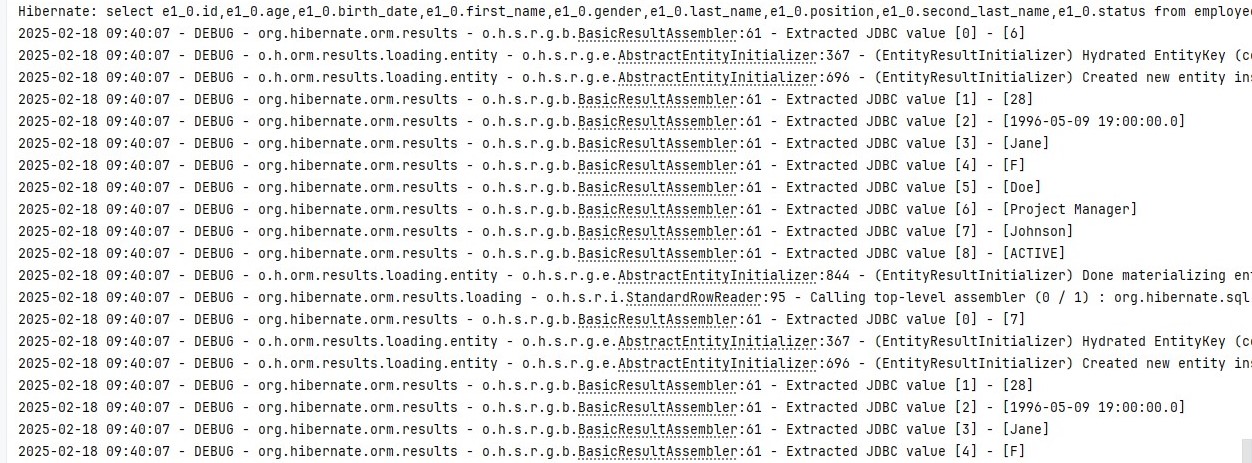 Hibernate: select e1_0.id,e1_0.age,e1_0.birth_date,e1_0.first_name,e1_0.gender,e1_0.last_name,e1_0.position,e1_0.second_last_name,e1_0.status from employee
2025-02-18 09:40:07 - DEBUG - org.hibernate.orm.results - o.h.s.r.g.b.BasicResultAssembler:61 - Extracted JDBC value [0] - [6]
2025-02-18 09:40:07 - DEBUG - o.h.orm.results.loading.entity - o.h.s.r.g.e.AbstractEntityInitializer:367 - (EntityResultInitializer) Hydrated EntityKey (co
2025-02-18 09:40:07 - DEBUG - o.h.orm.results.loading.entity - o.h.s.r.g.e.AbstractEntityInitializer:696 - (EntityResultInitializer) Created new entity ins
2025-02-18 09:40:07 - DEBUG - org.hibernate.orm.results - o.h.s.r.g.b.BasicResultAssembler:61 - Extracted JDBC value [1] - [28]
2025-02-18 09:40:07 - DEBUG - org.hibernate.orm.results - o.h.s.r.g.b.BasicResultAssembler:61 - Extracted JDBC value [2] - [1996-05-09 19:00:00.0]
2025-02-18 09:40:07 - DEBUG - org.hibernate.orm.results - o.h.s.r.g.b.BasicResultAssembler:61 - Extracted JDBC value [3] - [Jane]
2025-02-18 09:40:07 - DEBUG - org.hibernate.orm.results - o.h.s.r.g.b.BasicResultAssembler:61 - Extracted JDBC value [4] - [F]
2025-02-18 09:40:07 - DEBUG - org.hibernate.orm.results - o.h.s.r.g.b.BasicResultAssembler:61 - Extracted JDBC value [5] - [Doe]
2025-02-18 09:40:07 - DEBUG - org.hibernate.orm.results - o.h.s.r.g.b.BasicResultAssembler:61 - Extracted JDBC value [6] - [Project Manager]
2025-02-18 09:40:07 - DEBUG - org.hibernate.orm.results - o.h.s.r.g.b.BasicResultAssembler:61 - Extracted JDBC value [7] - [Johnson]
2025-02-18 09:40:07 - DEBUG - org.hibernate.orm.results - o.h.s.r.g.b.BasicResultAssembler:61 - Extracted JDBC value [8] - [ACTIVE]
2025-02-18 09:40:07 - DEBUG - o.h.orm.results.loading.entity - o.h.s.r.g.e.AbstractEntityInitializer:844 - (EntityResultInitializer) Done materializing ent
2025-02-18 09:40:07 - DEBUG - o.h.orm.results.loading - o.h.s.r.i.StandardRowReader:95 - Calling top-level assembler (0 / 1) : org.hibernate.sql
2025-02-18 09:40:07 - DEBUG - org.hibernate.orm.results - o.h.s.r.g.b.BasicResultAssembler:61 - Extracted JDBC value [0] - [7]
2025-02-18 09:40:07 - DEBUG - o.h.orm.results.loading.entity - o.h.s.r.g.e.AbstractEntityInitializer:367 - (EntityResultInitializer) Hydrated EntityKey (co
2025-02-18 09:40:07 - DEBUG - o.h.orm.results.loading.entity - o.h.s.r.g.e.AbstractEntityInitializer:696 - (EntityResultInitializer) Created new entity ins
2025-02-18 09:40:07 - DEBUG - org.hibernate.orm.results - o.h.s.r.g.b.BasicResultAssembler:61 - Extracted JDBC value [1] - [28]
2025-02-18 09:40:07 - DEBUG - org.hibernate.orm.results - o.h.s.r.g.b.BasicResultAssembler:61 - Extracted JDBC value [2] - [1996-05-09 19:00:00.0]
2025-02-18 09:40:07 - DEBUG - org.hibernate.orm.results - o.h.s.r.g.b.BasicResultAssembler:61 - Extracted JDBC value [3] - [Jane]
2025-02-18 09:40:07 - DEBUG - org.hibernate.orm.results - o.h.s.r.g.b.BasicResultAssembler:61 - Extracted JDBC value [4] - [F]